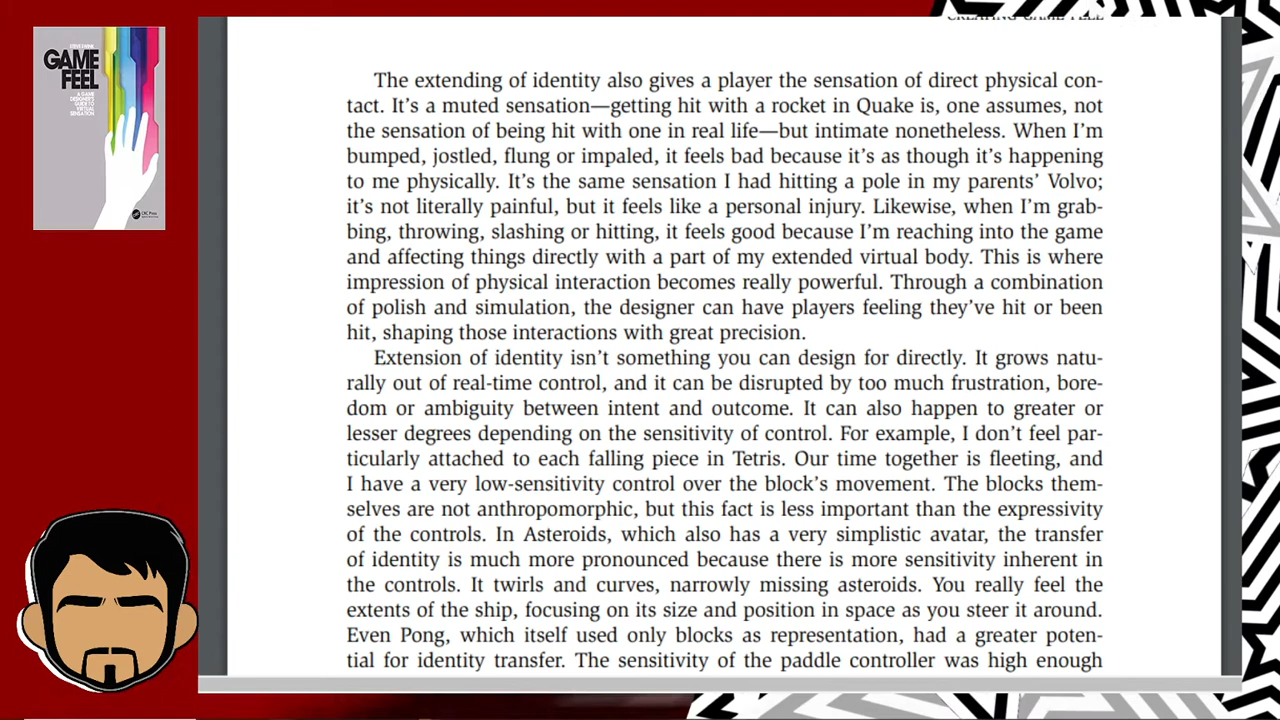 CREATING GAME FEEL
STEVE SWINK
GAME
FEEL
A GAME
DESIGNER'S
GUIDE TO
VIRTUAL
SENSATION
CRC Press
The extending of identity also gives a player the sensation of direct physical con-
tact. It's a muted sensation—getting hit with a rocket in Quake is, one assumes, not
the sensation of being hit with one in real life—but intimate nonetheless. When I'm
bumped, jostled, flung or impaled, it feels bad because it's as though it's happening
to me physically. It's the same sensation I had hitting a pole in my parents' Volvo;
it's not literally painful, but it feels like a personal injury. Likewise, when I'm grab-
bing, throwing, slashing or hitting, it feels good because I'm reaching into the game
and affecting things directly with a part of my extended virtual body. This is where
impression of physical interaction becomes really powerful. Through a combination
of polish and simulation, the designer can have players feeling they've hit or been
hit, shaping those interactions with great precision.
Extension of identity isn't something you can design for directly. It grows natu-
rally out of real-time control, and it can be disrupted by too much frustration, bore-
dom or ambiguity between intent and outcome. It can also happen to greater or
lesser degrees depending on the sensitivity of control. For example, I don't feel par-
ticularly attached to each falling piece in Tetris. Our time together is fleeting, and
I have a very low-sensitivity control over the block's movement. The blocks them-
selves are not anthropomorphic, but this fact is less important than the expressivity
of the controls. In Asteroids, which also has a very simplistic avatar, the transfer
of identity is much more pronounced because there is more sensitivity inherent in
the controls. It twirls and curves, narrowly missing asteroids. You really feel the
extents of the ship, focusing on its size and position in space as you steer it around.
Even Pong, which itself used only blocks as representation, had a greater poten-
tial for identity transfer. The sensitivity of the paddle controller was high enough